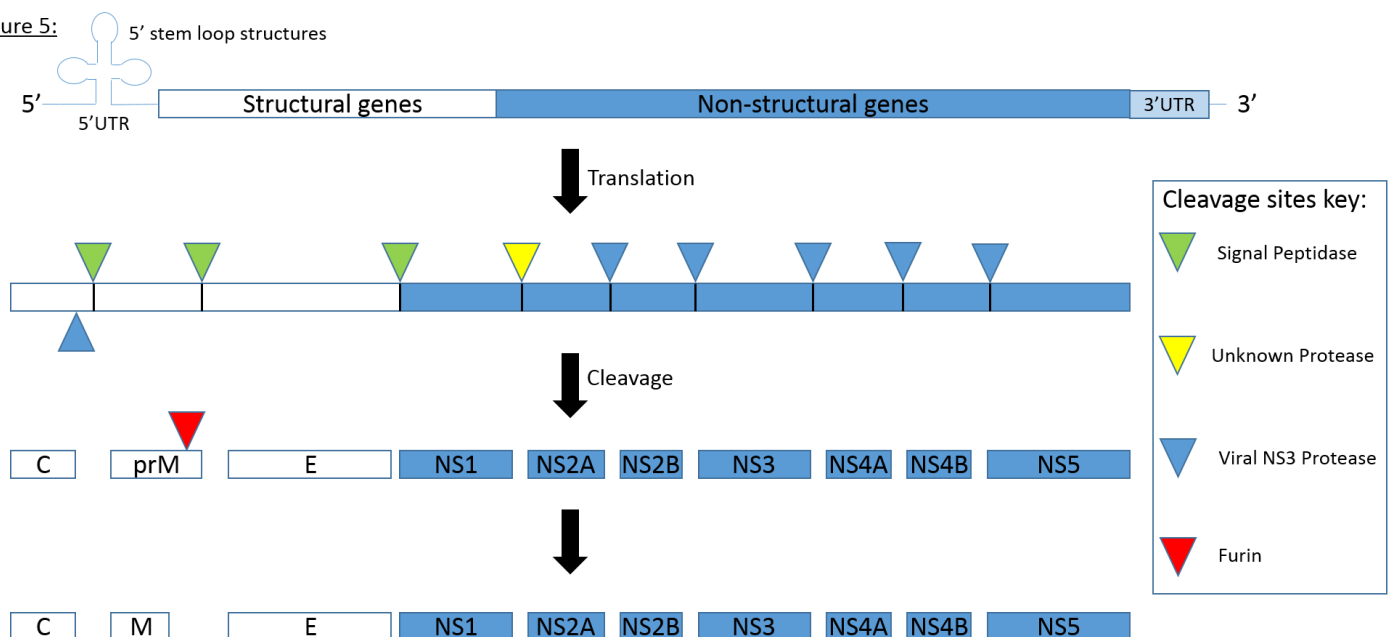 ure 5:
5' stem loop structures
5'
Structural genes
Non-structural genes
3'UTR
3'
5'UTR
Translation
Cleavage sites key:
Signal Peptidase
Unknown Protease
Cleavage
Viral NS3 Protease
C
prM
E
NS1
NS2A
NS2B
NS3
NS4A
NS4B
NS5
Furin
C
M
E
NS1
NS2A
NS2B
NS3
NS4A
NS4B
NS5